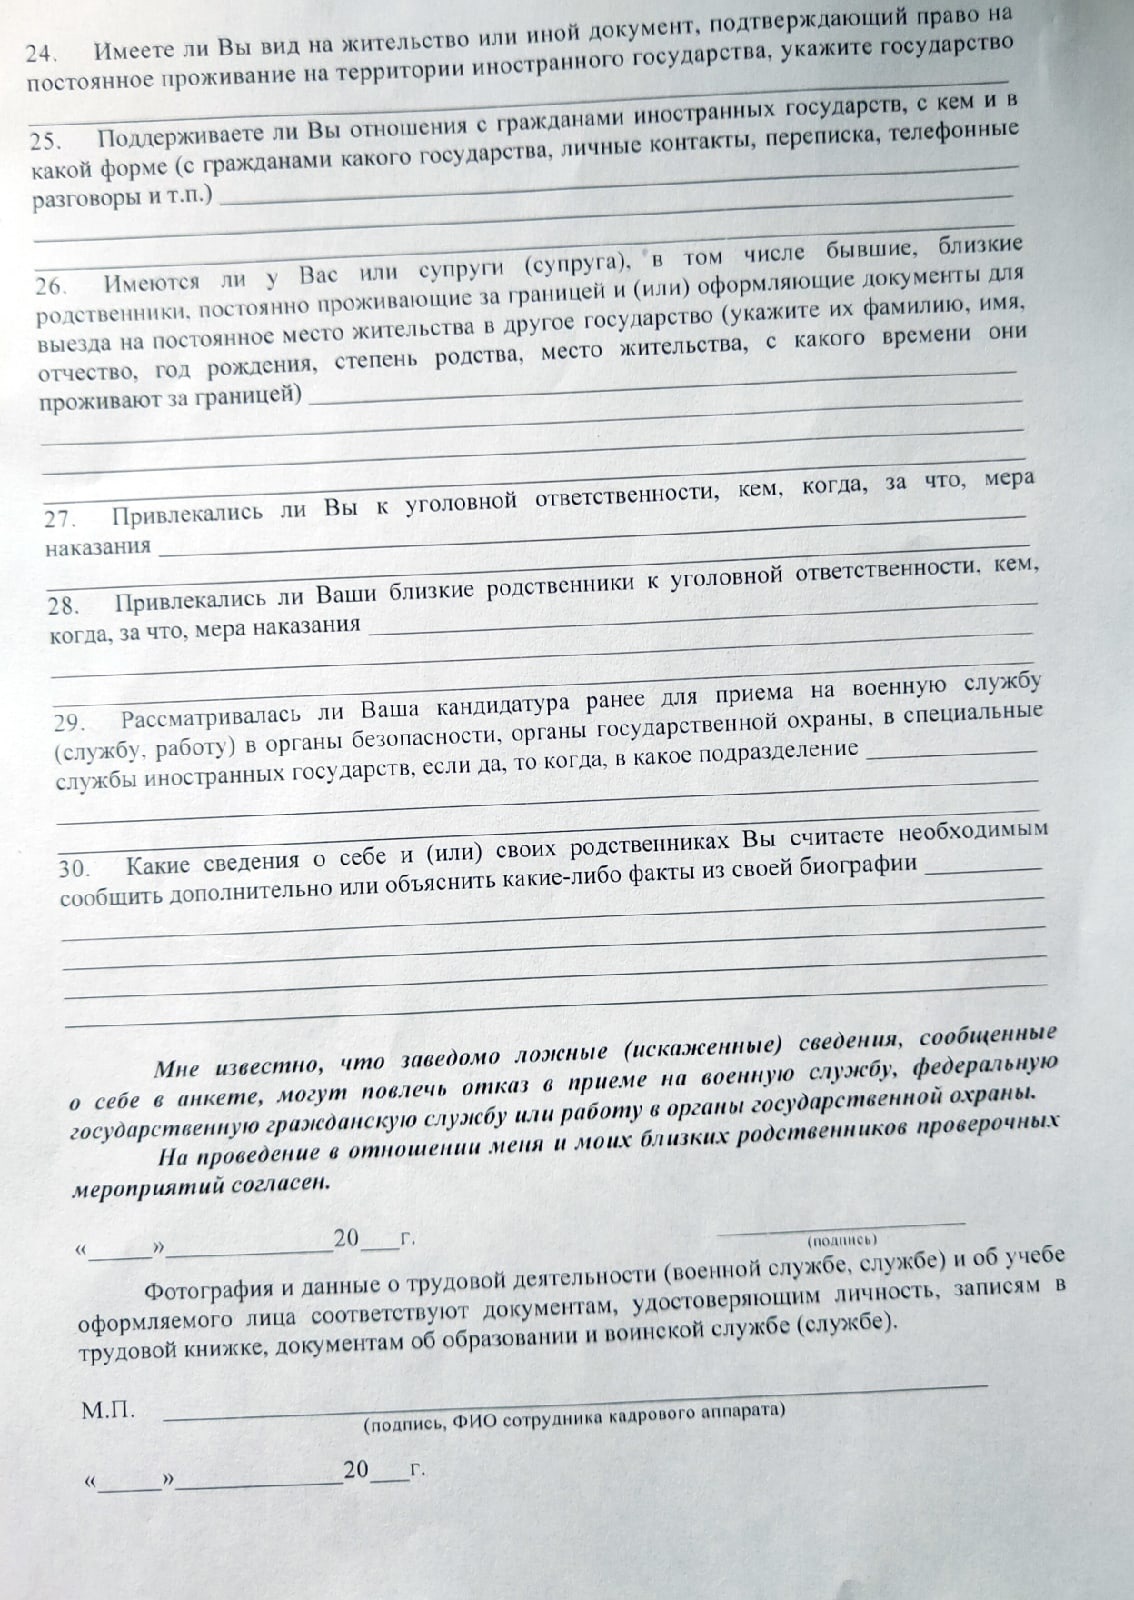 24. Имеете ли Вы вид на жительство или иной документ, подтверждающий право на
постоянное проживание на территории иностранного государства, укажите государство
25. Поддерживаете ли Вы отношения с гражданами иностранных государств, с кем и в
какой форме (с гражданами какого государства, личные контакты, переписка, телефонные
разговоры и т.п.)
26. Имеются ли у Вас или супруги (супруга), в том числе бывшие, близкие
родственники, постоянно проживающие за границей и (или) оформляющие документы для
выезда на постоянное место жительства в другое государство (укажите их фамилию, имя,
отчество, год рождения, степень родства, место жительства, с какого времени они
проживают за границей)
27. Привлекались ли Вы к уголовной ответственности, кем, когда, за что, мера
наказания
28. Привлекались ли Ваши близкие родственники к уголовной ответственности, кем,
когда, за что, мера наказания
29. Рассматривалась ли Ваша кандидатура ранее для приема на военную службу
(службу, работу) в органы безопасности, органы государственной охраны, в специальные
службы иностранных государств, если да, то когда, в какое подразделение
30. Какие сведения о себе и (или) своих родственниках Вы считаете необходимым
сообщить дополнительно или объяснить какие-либо факты из своей биографии
Мне известно, что заведомо ложные (искаженные) сведения, сообщенные
о себе в анкете, могут повлечь отказ в приеме на военную службу, федеральную
государственную гражданскую службу или работу в органы государственной охраны.
На проведение в отношении меня и моих близких родственников проверочных
мероприятий согласен.
«_____»_____________20___г.
(подпись)
Фотография и данные о трудовой деятельности (военной службе, службе) и об учебе
оформляемого лица соответствуют документам, удостоверяющим личность, записям в
трудовой книжке, документам об образовании и воинской службе (службе).
М.П.
(подпись, ФИО сотрудника кадрового аппарата)
«_____»_____________20___г.